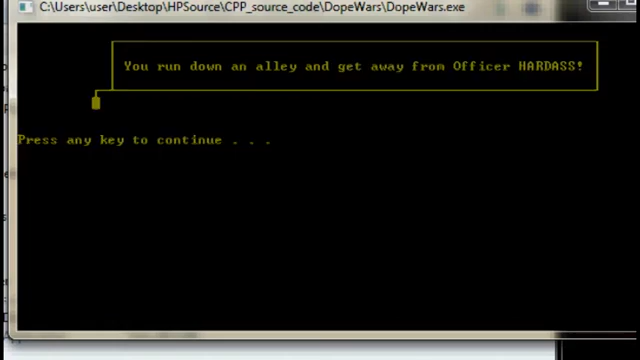 C:\Users\user\Desktop\HPSource\CPP_source_code\DopeWars\DopeWars.exe
You run down an alley and get away from Officer HARDASS!
Press any key to continue . . .